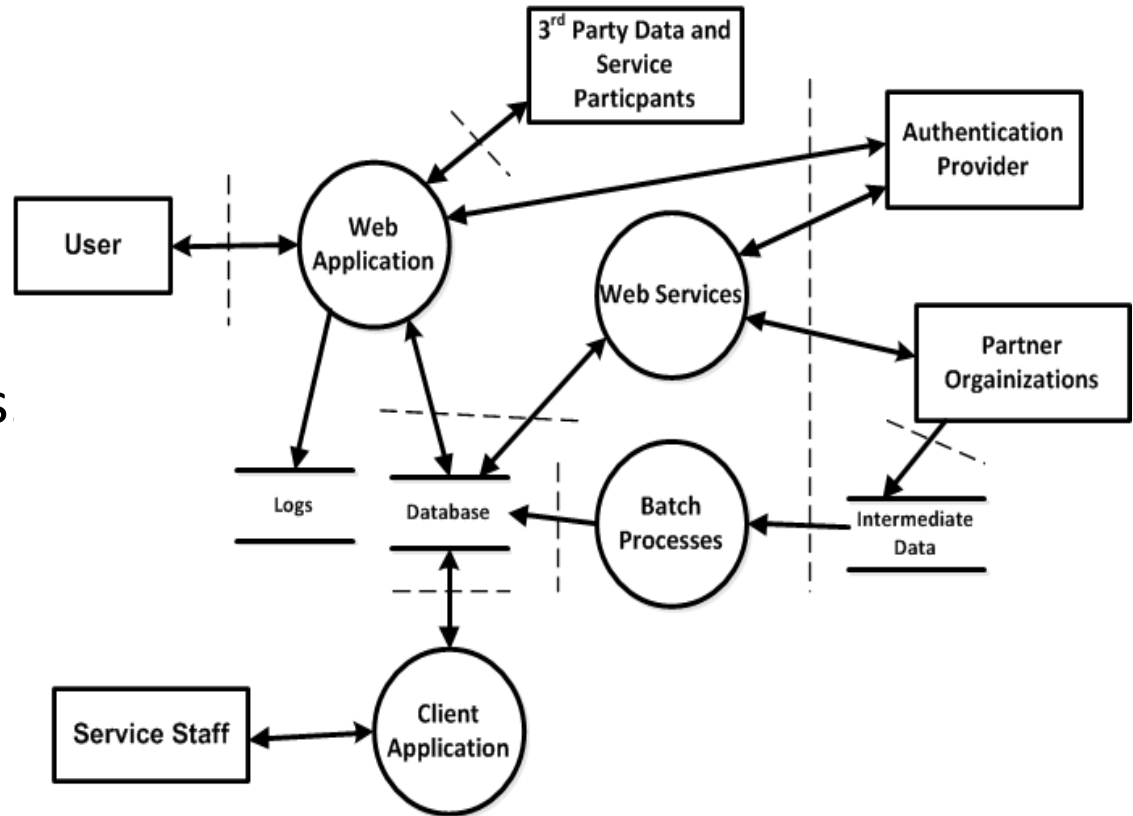 3rd Party Data and
Service
Particpants
Authentication
Provider
User
Web
Application
Web Services
Partner
Orgainizations
s.
Logs
Database
Batch
Processes
Intermediate
Data
Service Staff
Client
Application